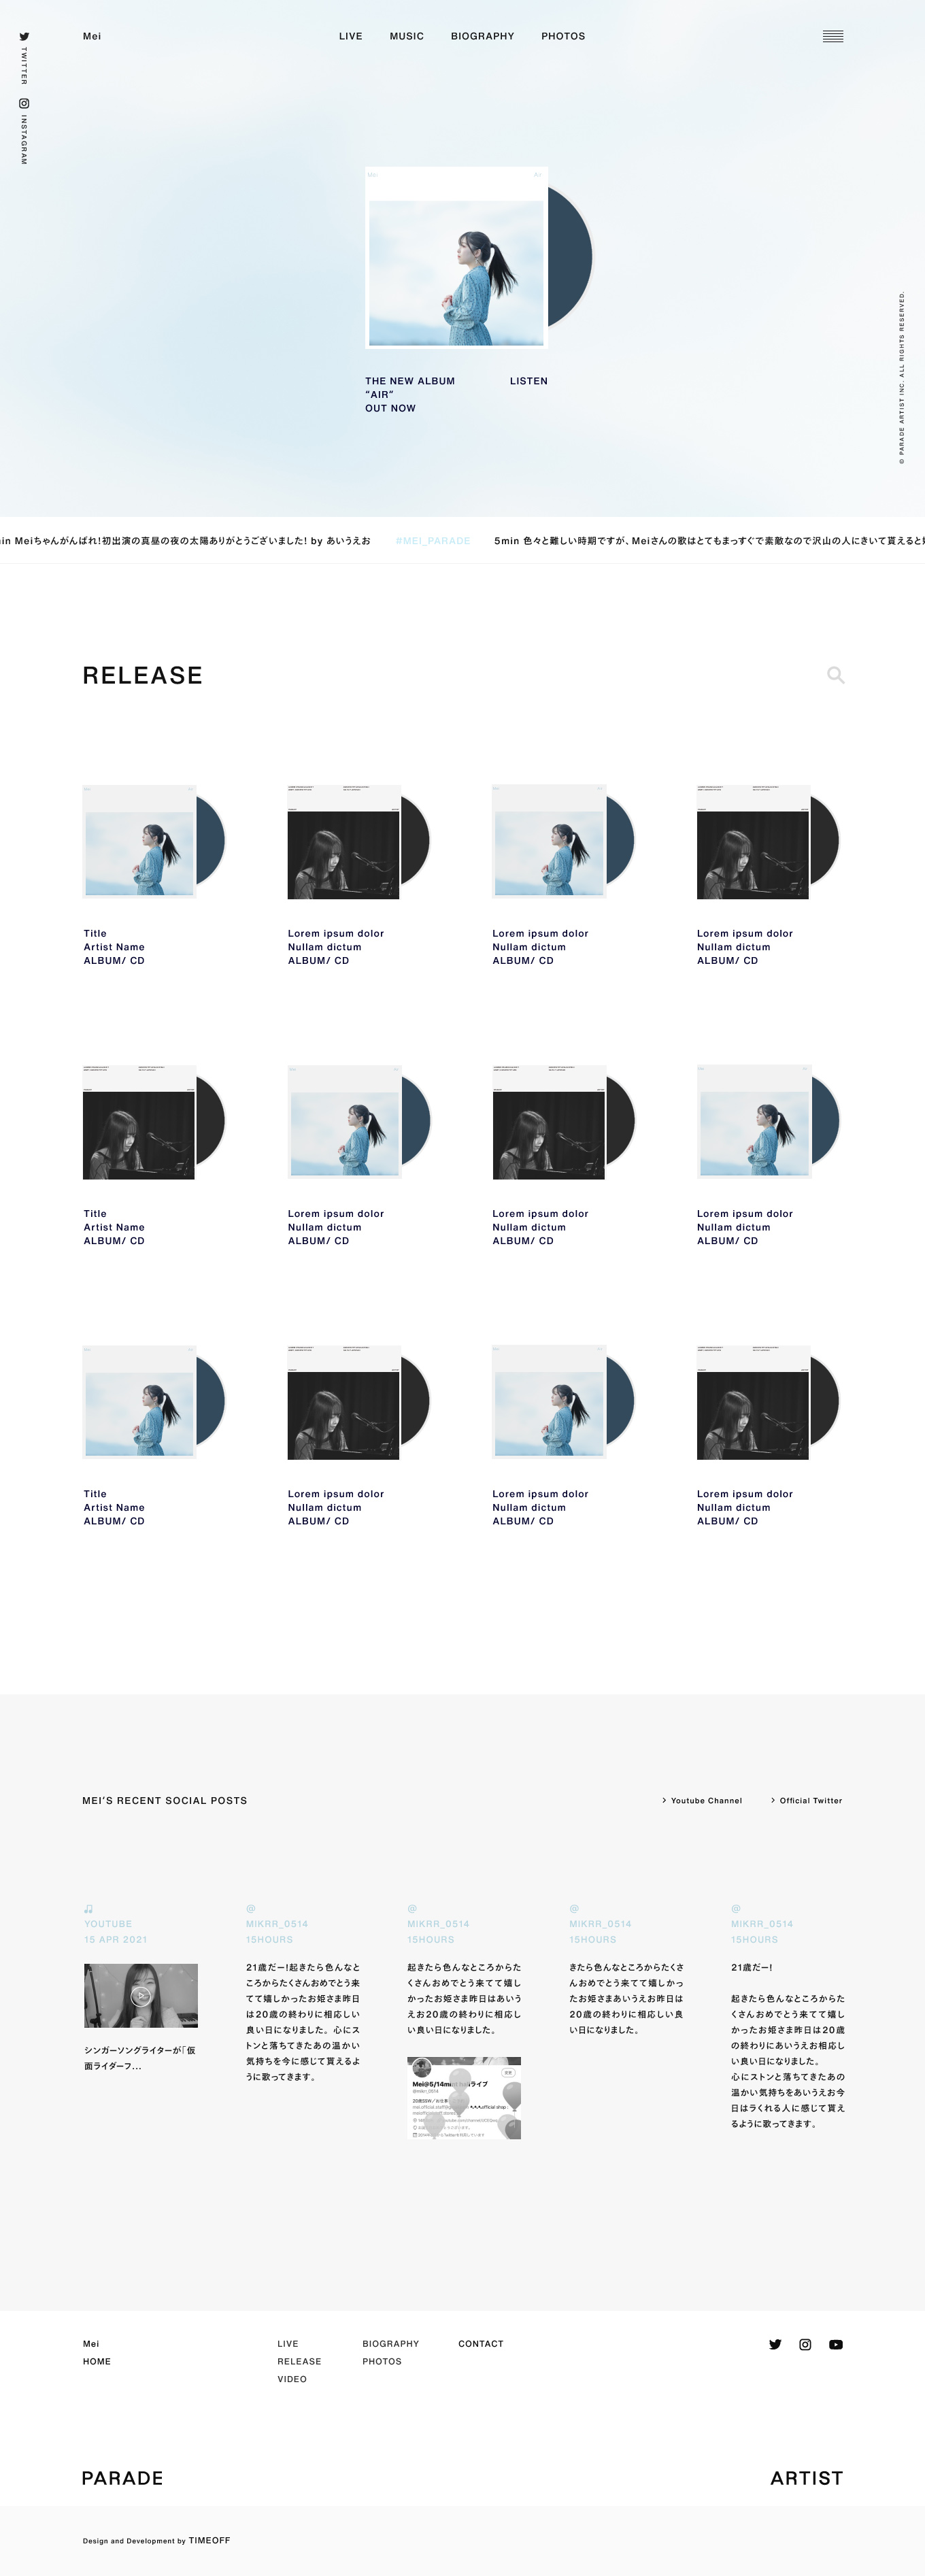 Mei
LIVE MUSIC BIOGRAPHY PHOTOS
TWITTER
INSTAGRAM
Mei Air
THE NEW ALBUM LISTEN
“AIR”
OUT NOW
© PARADE ARTIST INC. ALL RIGHTS RESERVED.
in Meiちゃんがんばれ!初出演の真昼の夜の太陽ありがとうございました! by あいうえお #MEI_PARADE 5min 色々と難しい時期ですが、Meiさんの歌はとてもまっすぐで素敵なので沢山の人にきいて貰えると
RELEASE
Title
Artist Name
ALBUM/ CD
Lorem ipsum dolor
Nullam dictum
ALBUM/ CD
Lorem ipsum dolor
Nullam dictum
ALBUM/ CD
Lorem ipsum dolor
Nullam dictum
ALBUM/ CD
Title
Artist Name
ALBUM/ CD
Lorem ipsum dolor
Nullam dictum
ALBUM/ CD
Lorem ipsum dolor
Nullam dictum
ALBUM/ CD
Lorem ipsum dolor
Nullam dictum
ALBUM/ CD
Title
Artist Name
ALBUM/ CD
Lorem ipsum dolor
Nullam dictum
ALBUM/ CD
Lorem ipsum dolor
Nullam dictum
ALBUM/ CD
Lorem ipsum dolor
Nullam dictum
ALBUM/ CD
MEI’S RECENT SOCIAL POSTS
Youtube Channel
Official Twitter
YOUTUBE
15 APR 2021
シンガーソングライターが「仮
面ライダーフ...
@
MIKRR_0514
15HOURS
21歳だー!起きたら色んなと
ころからたくさんおめでとう来
てて嬉しかったお姫さま昨日
は20歳の終わりに相応しい
良い日になりました。心にス
トンと落ちてきたあの温かい
気持ちを今に感じて貰えるよ
うに歌ってきます。
@
MIKRR_0514
15HOURS
起きたら色んなところからた
くさんおめでとう来てて嬉し
かったお姫さま昨日はあいう
えお20歳の終わりに相応し
い良い日になりました。
@
MIKRR_0514
15HOURS
きたら色んなところからたくさ
んおめでとう来てて嬉しかっ
たお姫さまあいうえお昨日は
20歳の終わりに相応しい良
い日になりました。
@
MIKRR_0514
15HOURS
21歳だー!
起きたら色んなところからた
くさんおめでとう来てて嬉し
かったお姫さま昨日は20歳
の終わりにあいうえお相応し
い良い日になりました。
心にストンと落ちてきたあの
温かい気持ちをあいうえお今
日はラくれる人に感じて貰え
るように歌ってきます。
Mei
HOME
LIVE
RELEASE
VIDEO
BIOGRAPHY
PHOTOS
CONTACT
PARADE
ARTIST
Design and Development by TIMEOFF